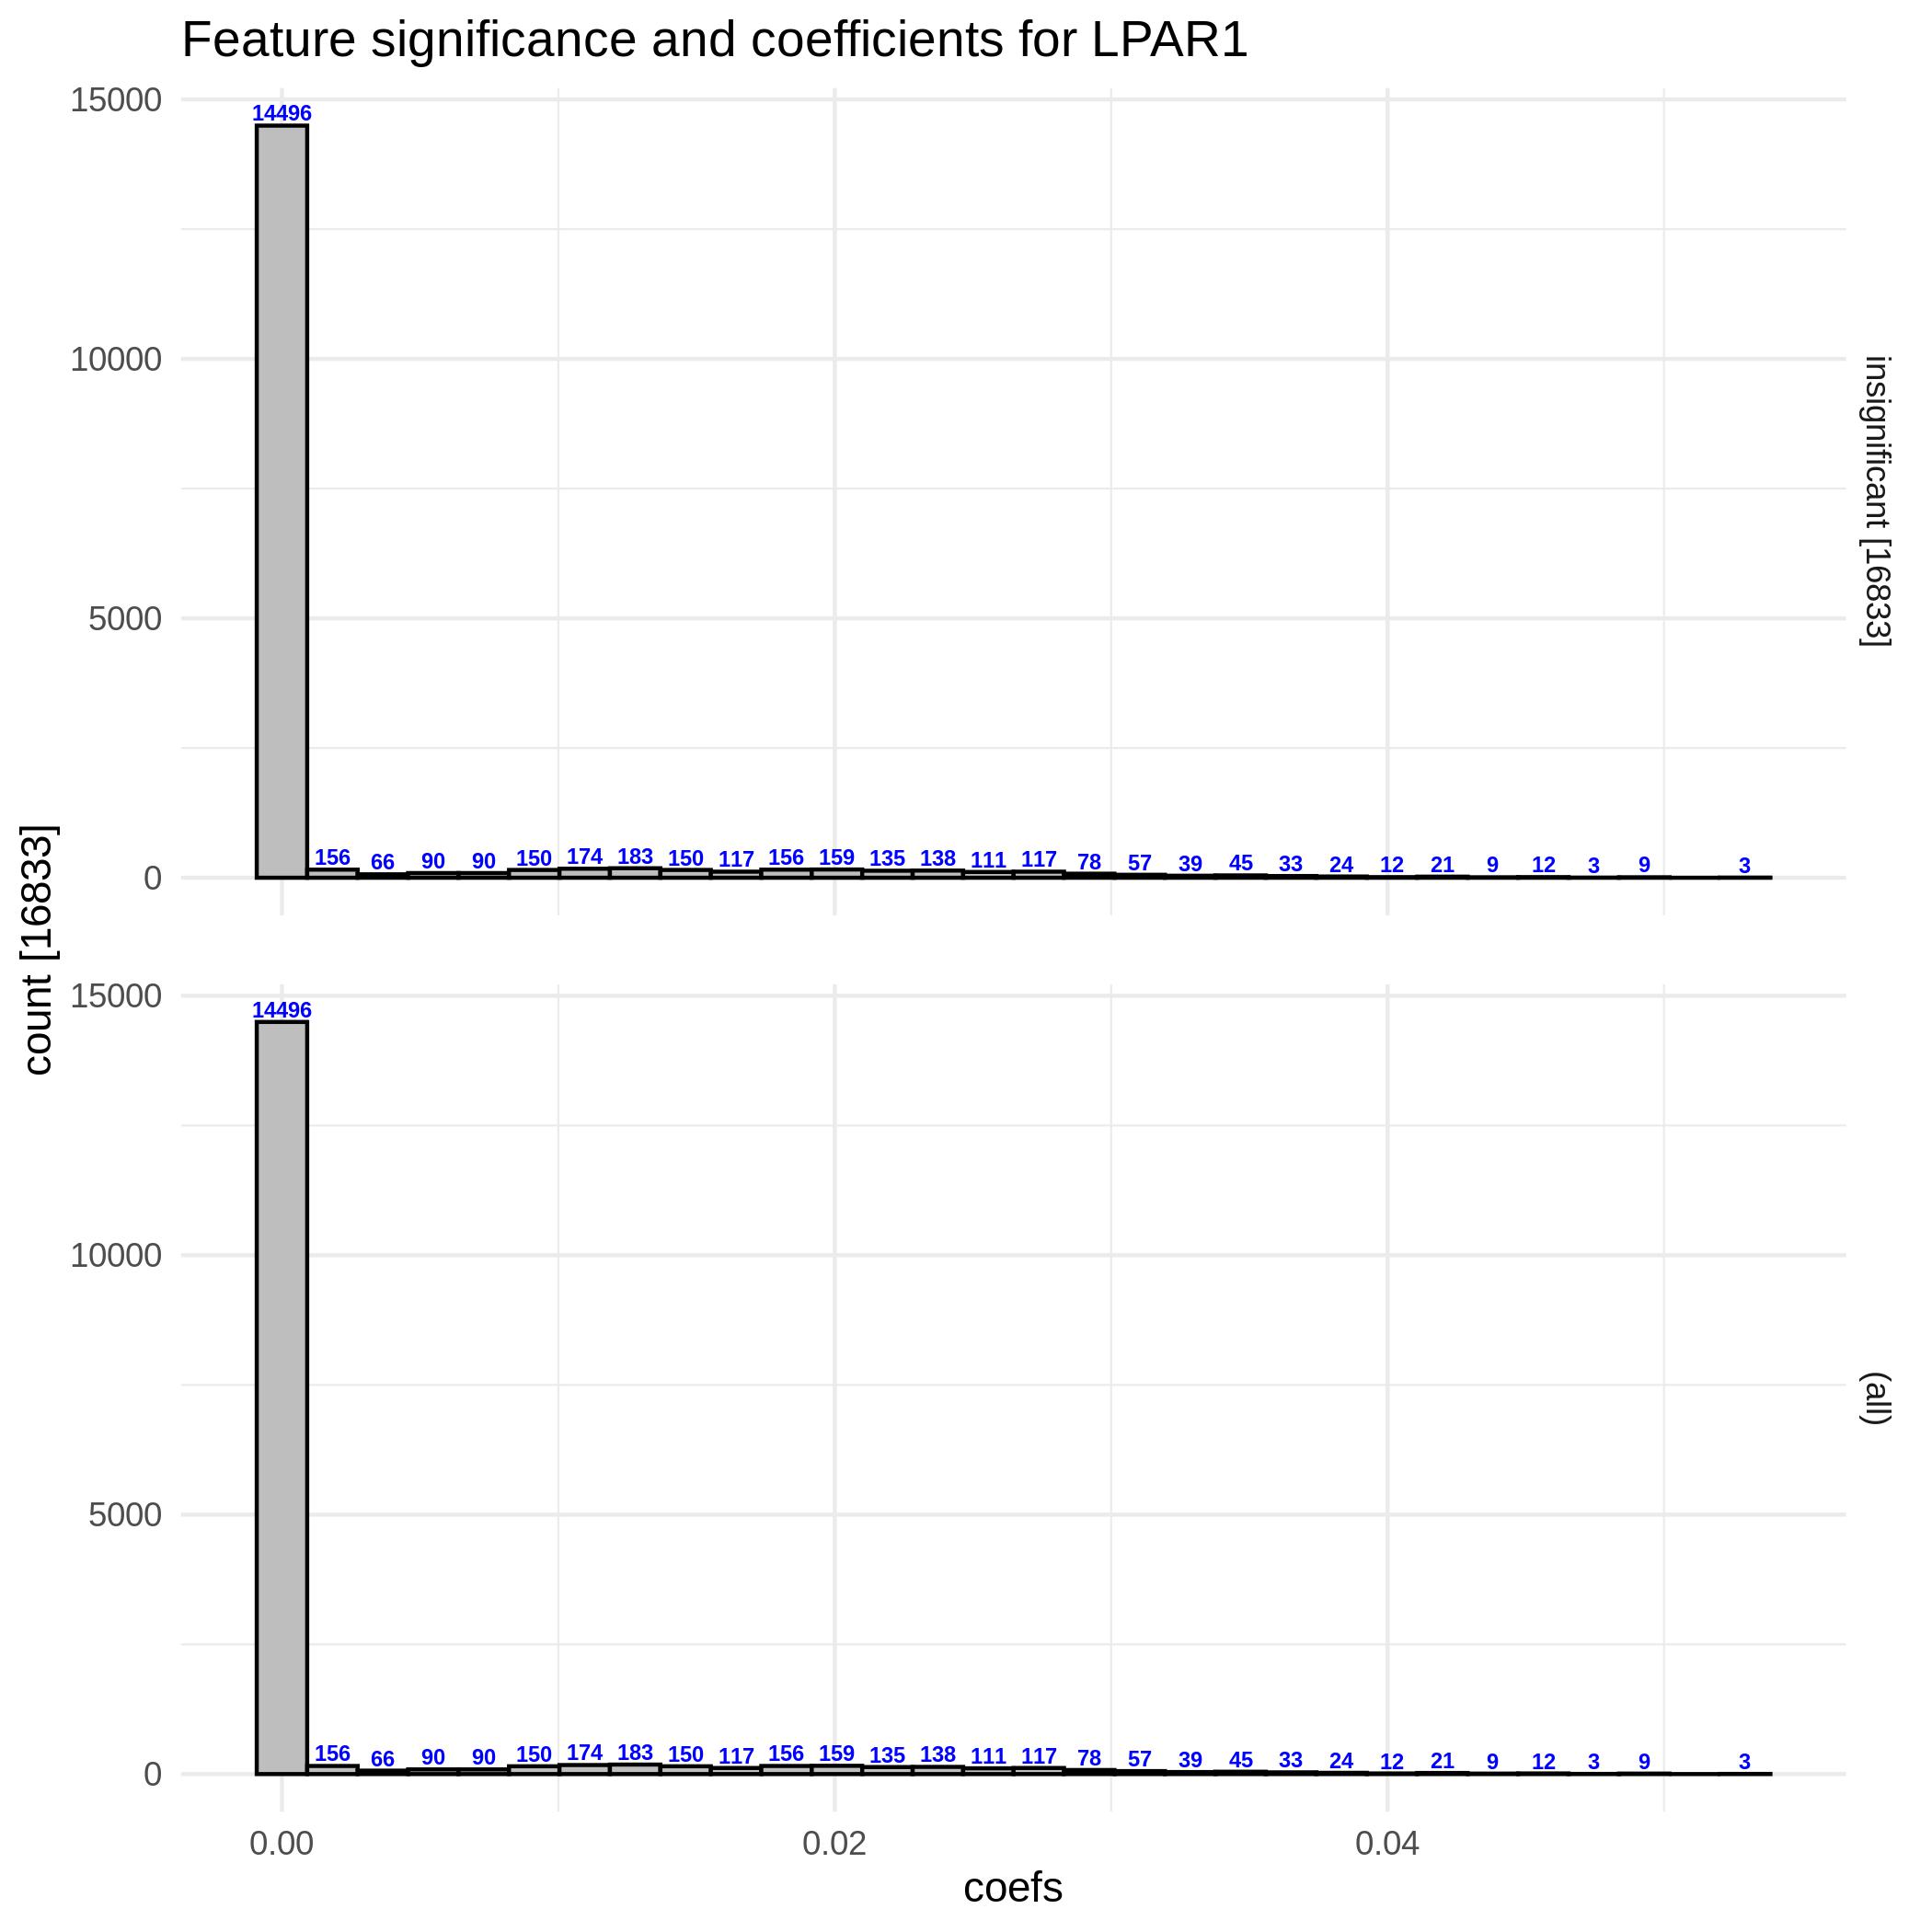 Feature significance and coefficients for LPAR1
count [16833]
15000
10000
5000
0
14496
156 66 90 90 150 174 183 150 117 156 159 135 138 111 117 78 57 39 45 33 24 12 21 9 12 3 9 3
insignificant [16833]
15000
10000
5000
0
14496
156 66 90 90 150 174 183 150 117 156 159 135 138 111 117 78 57 39 45 33 24 12 21 9 12 3 9 3
(all)
0.00 0.02 0.04
coefs